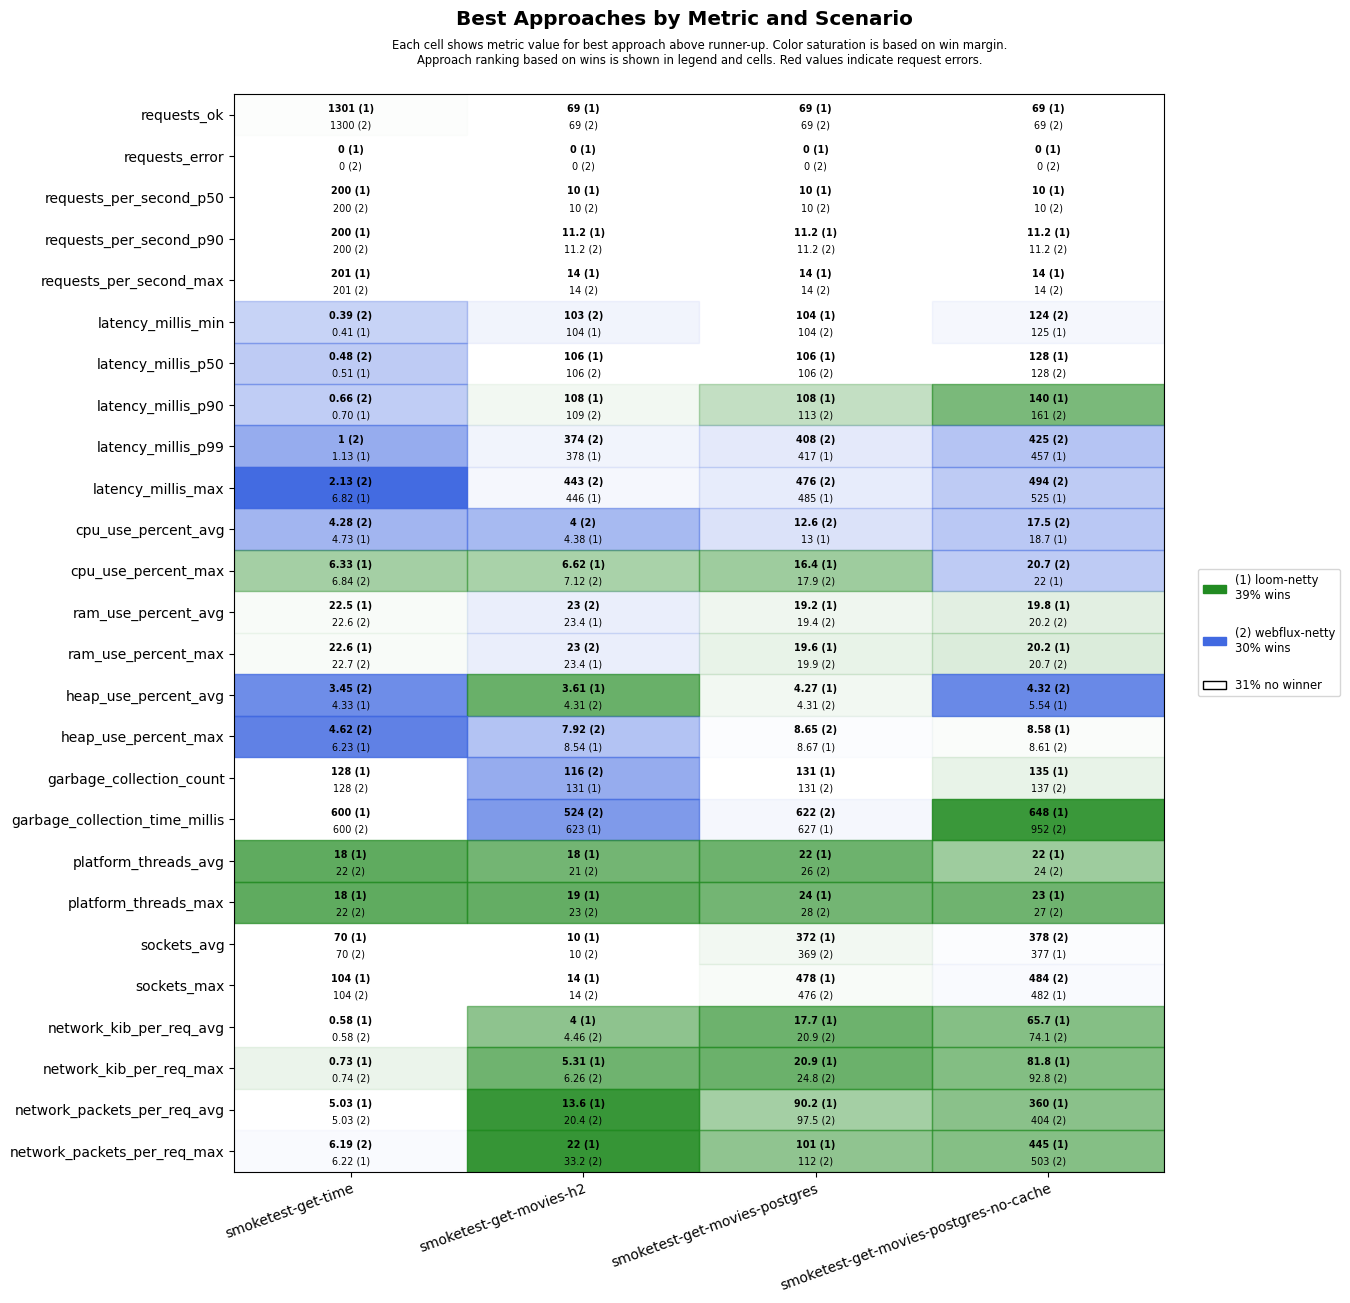 Best Approaches by Metric and Scenario
Each cell shows metric value for best approach above runner-up. Color saturation is based on win margin.
Approach ranking based on wins is shown in legend and cells. Red values indicate request errors.
requests_ok
1301 (1) 69 (1) 69 (1) 69 (1)
1300 (2) 69 (2) 69 (2) 69 (2)
requests_error
0 (1) 0 (1) 0 (1) 0 (1)
0 (2) 0 (2) 0 (2) 0 (2)
requests_per_second_p50
200 (1) 10 (1) 10 (1) 10 (1)
200 (2) 10 (2) 10 (2) 10 (2)
requests_per_second_p90
200 (1) 11.2 (1) 11.2 (1) 11.2 (1)
200 (2) 11.2 (2) 11.2 (2) 11.2 (2)
requests_per_second_max
201 (1) 14 (1) 14 (1) 14 (1)
201 (2) 14 (2) 14 (2) 14 (2)
latency_millis_min
0.39 (2) 103 (2) 104 (1) 124 (2)
0.41 (1) 104 (1) 104 (2) 125 (1)
latency_millis_p50
0.48 (2) 106 (1) 106 (1) 128 (1)
0.51 (1) 106 (2) 106 (2) 128 (2)
latency_millis_p90
0.66 (2) 108 (1) 108 (1) 140 (1)
0.70 (1) 109 (2) 113 (2) 161 (2)
latency_millis_p99
1 (2) 374 (2) 408 (2) 425 (2)
1.13 (1) 378 (1) 417 (1) 457 (1)
latency_millis_max
2.13 (2) 443 (2) 476 (2) 494 (2)
6.82 (1) 446 (1) 485 (1) 525 (1)
cpu_use_percent_avg
4.28 (2) 4 (2) 12.6 (2) 17.5 (2)
4.73 (1) 4.38 (1) 13 (1) 18.7 (1)
cpu_use_percent_max
6.33 (1) 6.62 (1) 16.4 (1) 20.7 (2)
6.84 (2) 7.12 (2) 17.9 (2) 22 (1)
ram_use_percent_avg
22.5 (1) 23 (2) 19.2 (1) 19.8 (1)
22.6 (2) 23.4 (1) 19.4 (2) 20.2 (2)
ram_use_percent_max
22.6 (1) 23 (2) 19.6 (1) 20.2 (1)
22.7 (2) 23.4 (1) 19.9 (2) 20.7 (2)
heap_use_percent_avg
3.45 (2) 3.61 (1) 4.27 (1) 4.32 (2)
4.33 (1) 4.31 (2) 4.31 (2) 5.54 (1)
heap_use_percent_max
4.62 (2) 7.92 (2) 8.65 (2) 8.58 (1)
6.23 (1) 8.54 (1) 8.67 (1) 8.61 (2)
garbage_collection_count
128 (1) 116 (2) 131 (1) 135 (1)
128 (2) 131 (1) 131 (2) 137 (2)
garbage_collection_time_millis
600 (1) 524 (2) 622 (2) 648 (1)
600 (2) 623 (1) 627 (1) 952 (2)
platform_threads_avg
18 (1) 18 (1) 22 (1) 22 (1)
22 (2) 21 (2) 26 (2) 24 (2)
platform_threads_max
18 (1) 19 (1) 24 (1) 23 (1)
22 (2) 23 (2) 28 (2) 27 (2)
sockets_avg
70 (1) 10 (1) 372 (1) 378 (2)
70 (2) 10 (2) 369 (2) 377 (1)
sockets_max
104 (1) 14 (1) 478 (1) 484 (2)
104 (2) 14 (2) 476 (2) 482 (1)
network_kib_per_req_avg
0.58 (1) 4 (1) 17.7 (1) 65.7 (1)
0.58 (2) 4.46 (2) 20.9 (2) 74.1 (2)
network_kib_per_req_max
0.73 (1) 5.31 (1) 20.9 (1) 81.8 (1)
0.74 (2) 6.26 (2) 24.8 (2) 92.8 (2)
network_packets_per_req_avg
5.03 (1) 13.6 (1) 90.2 (1) 360 (1)
5.03 (2) 20.4 (2) 97.5 (2) 404 (2)
network_packets_per_req_max
6.19 (2) 22 (1) 101 (1) 445 (1)
6.22 (1) 33.2 (2) 112 (2) 503 (2)
smoketest-get-time
smoketest-get-movies-h2
smoketest-get-movies-postgres
smoketest-get-movies-postgres-no-cache
(1) loom-netty
39% wins
(2) webflux-netty
30% wins
31% no winner